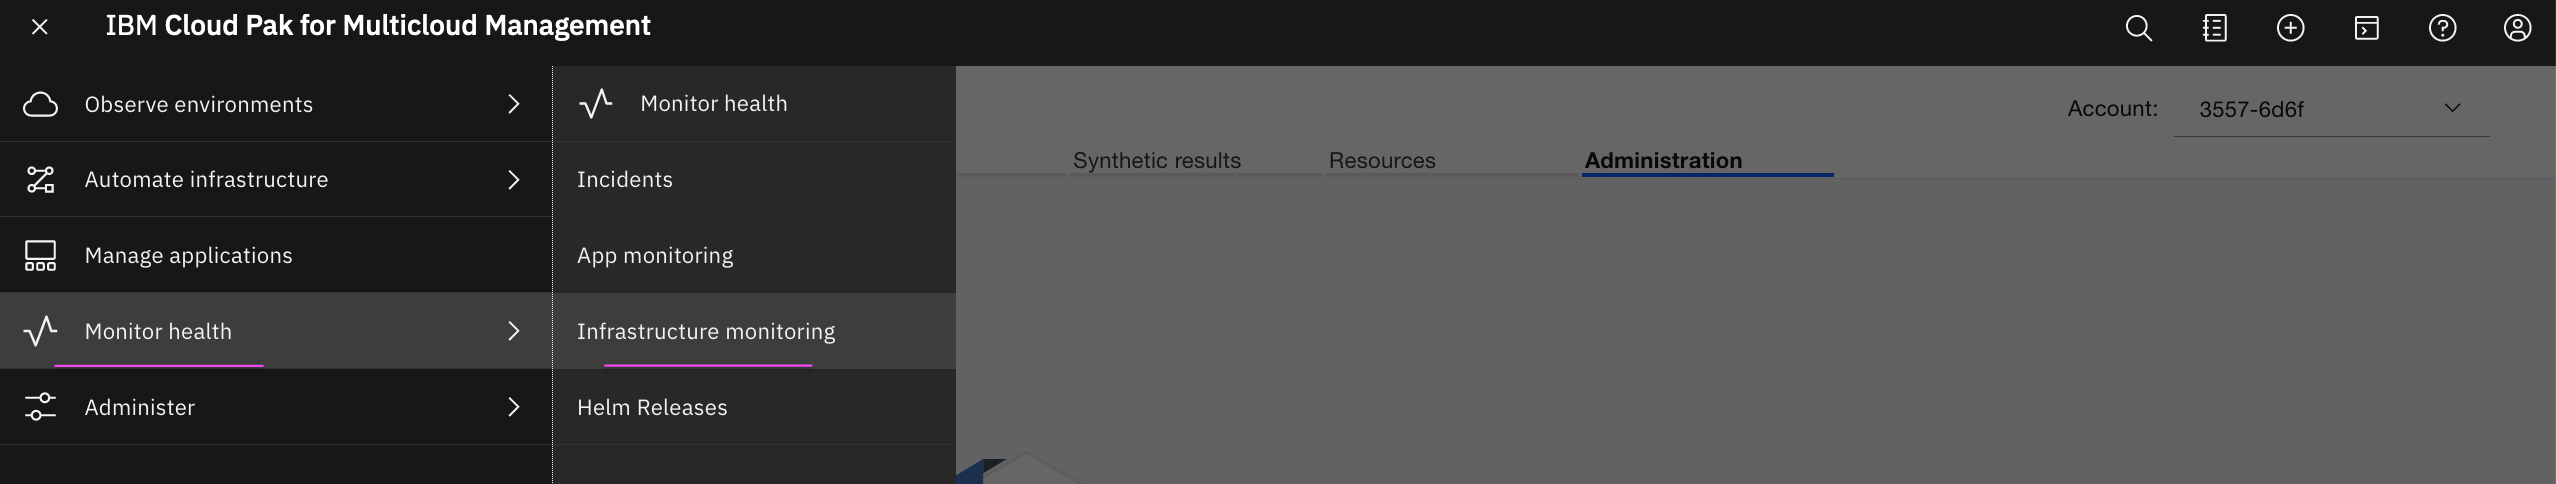 IBM Cloud Pak for Multicloud Management
Observe environments
Automate infrastructure
Manage applications
Monitor health
Administer
Monitor health
Incidents
App monitoring
Infrastructure monitoring
Helm Releases
Account: 3557-6d6f
Synthetic results Resources Administration